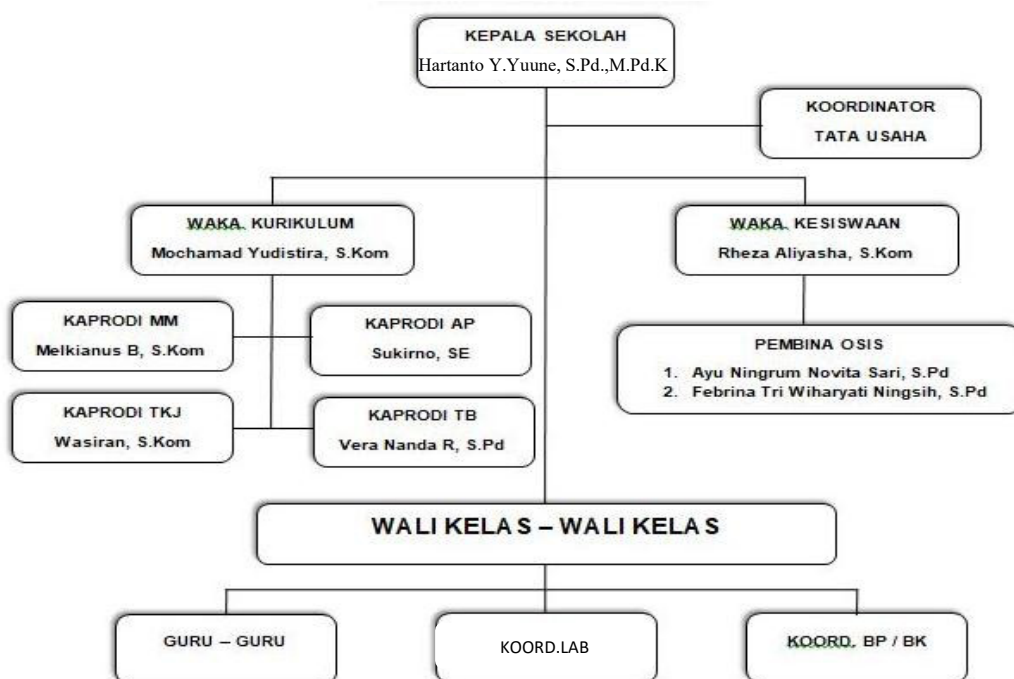 KEPALA SEKOLAH
Hartanto Y.Yuune, S.Pd.,M.Pd.K
KOORDINATOR
TATA USAHA
WAKA KURIKULUM
Mochamad Yudistira, S.Kom
WAKA KESISWAAN
Rheza Aliyasha, S.Kom
KAPRODI MM
Melkianus B, S.Kom
KAPRODI AP
Sukirno, SE
KAPRODI TKJ
Wasiran, S.Kom
KAPRODI TB
Vera Nanda R, S.Pd
PEMBINA OSIS
1. Ayu Ningrum Novita Sari, S.Pd
2. Febrina Tri Wiharyati Ningsih, S.Pd
WALI KELAS – WALI KELAS
GURU – GURU
KOORD.LAB
KOORD. BP / BK